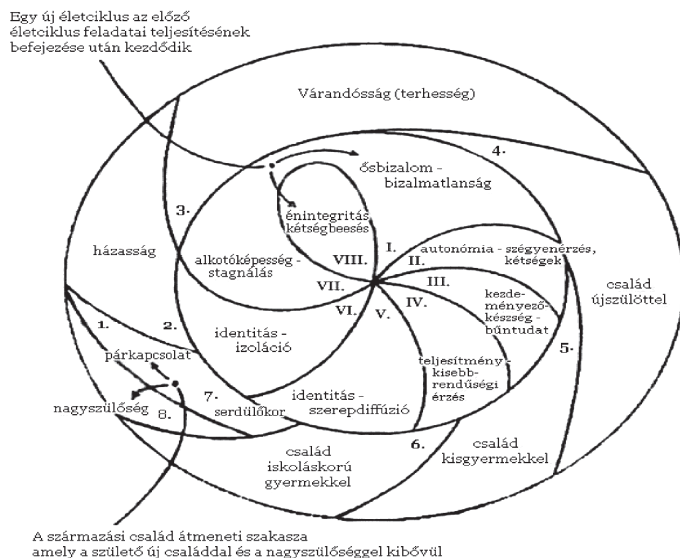 Egy új életciklus az előző
életciklus feladatai teljesítésének
befejezése után kezdődik
Várandósság (terhesség)
4.
ősbizalom -
bizalmatlanság
3.
énintegritás
kétségbeesés
házasság
alkotóképesség -
stagnálás
VIII.
I.
II.
autonómia - szégyenérzés,
kétségek
VII.
III.
család
újszülöttel
VI.
V.
IV.
kezde-
ményező-
készség -
bűntudat
1.
2.
identitás -
izoláció
5.
párkapcsolat
teljesítmény -
kisebb-
rendűségi
érzés
7.
identitás -
szerepdiffúzió
nagyszülőség
8.
serdülőkor
6.
család
iskoláskorú
gyermekkel
család
kisgyermekkel
A származási család átmeneti szakasza
amely a születő új családdal és a nagyszülőséggel kibővül